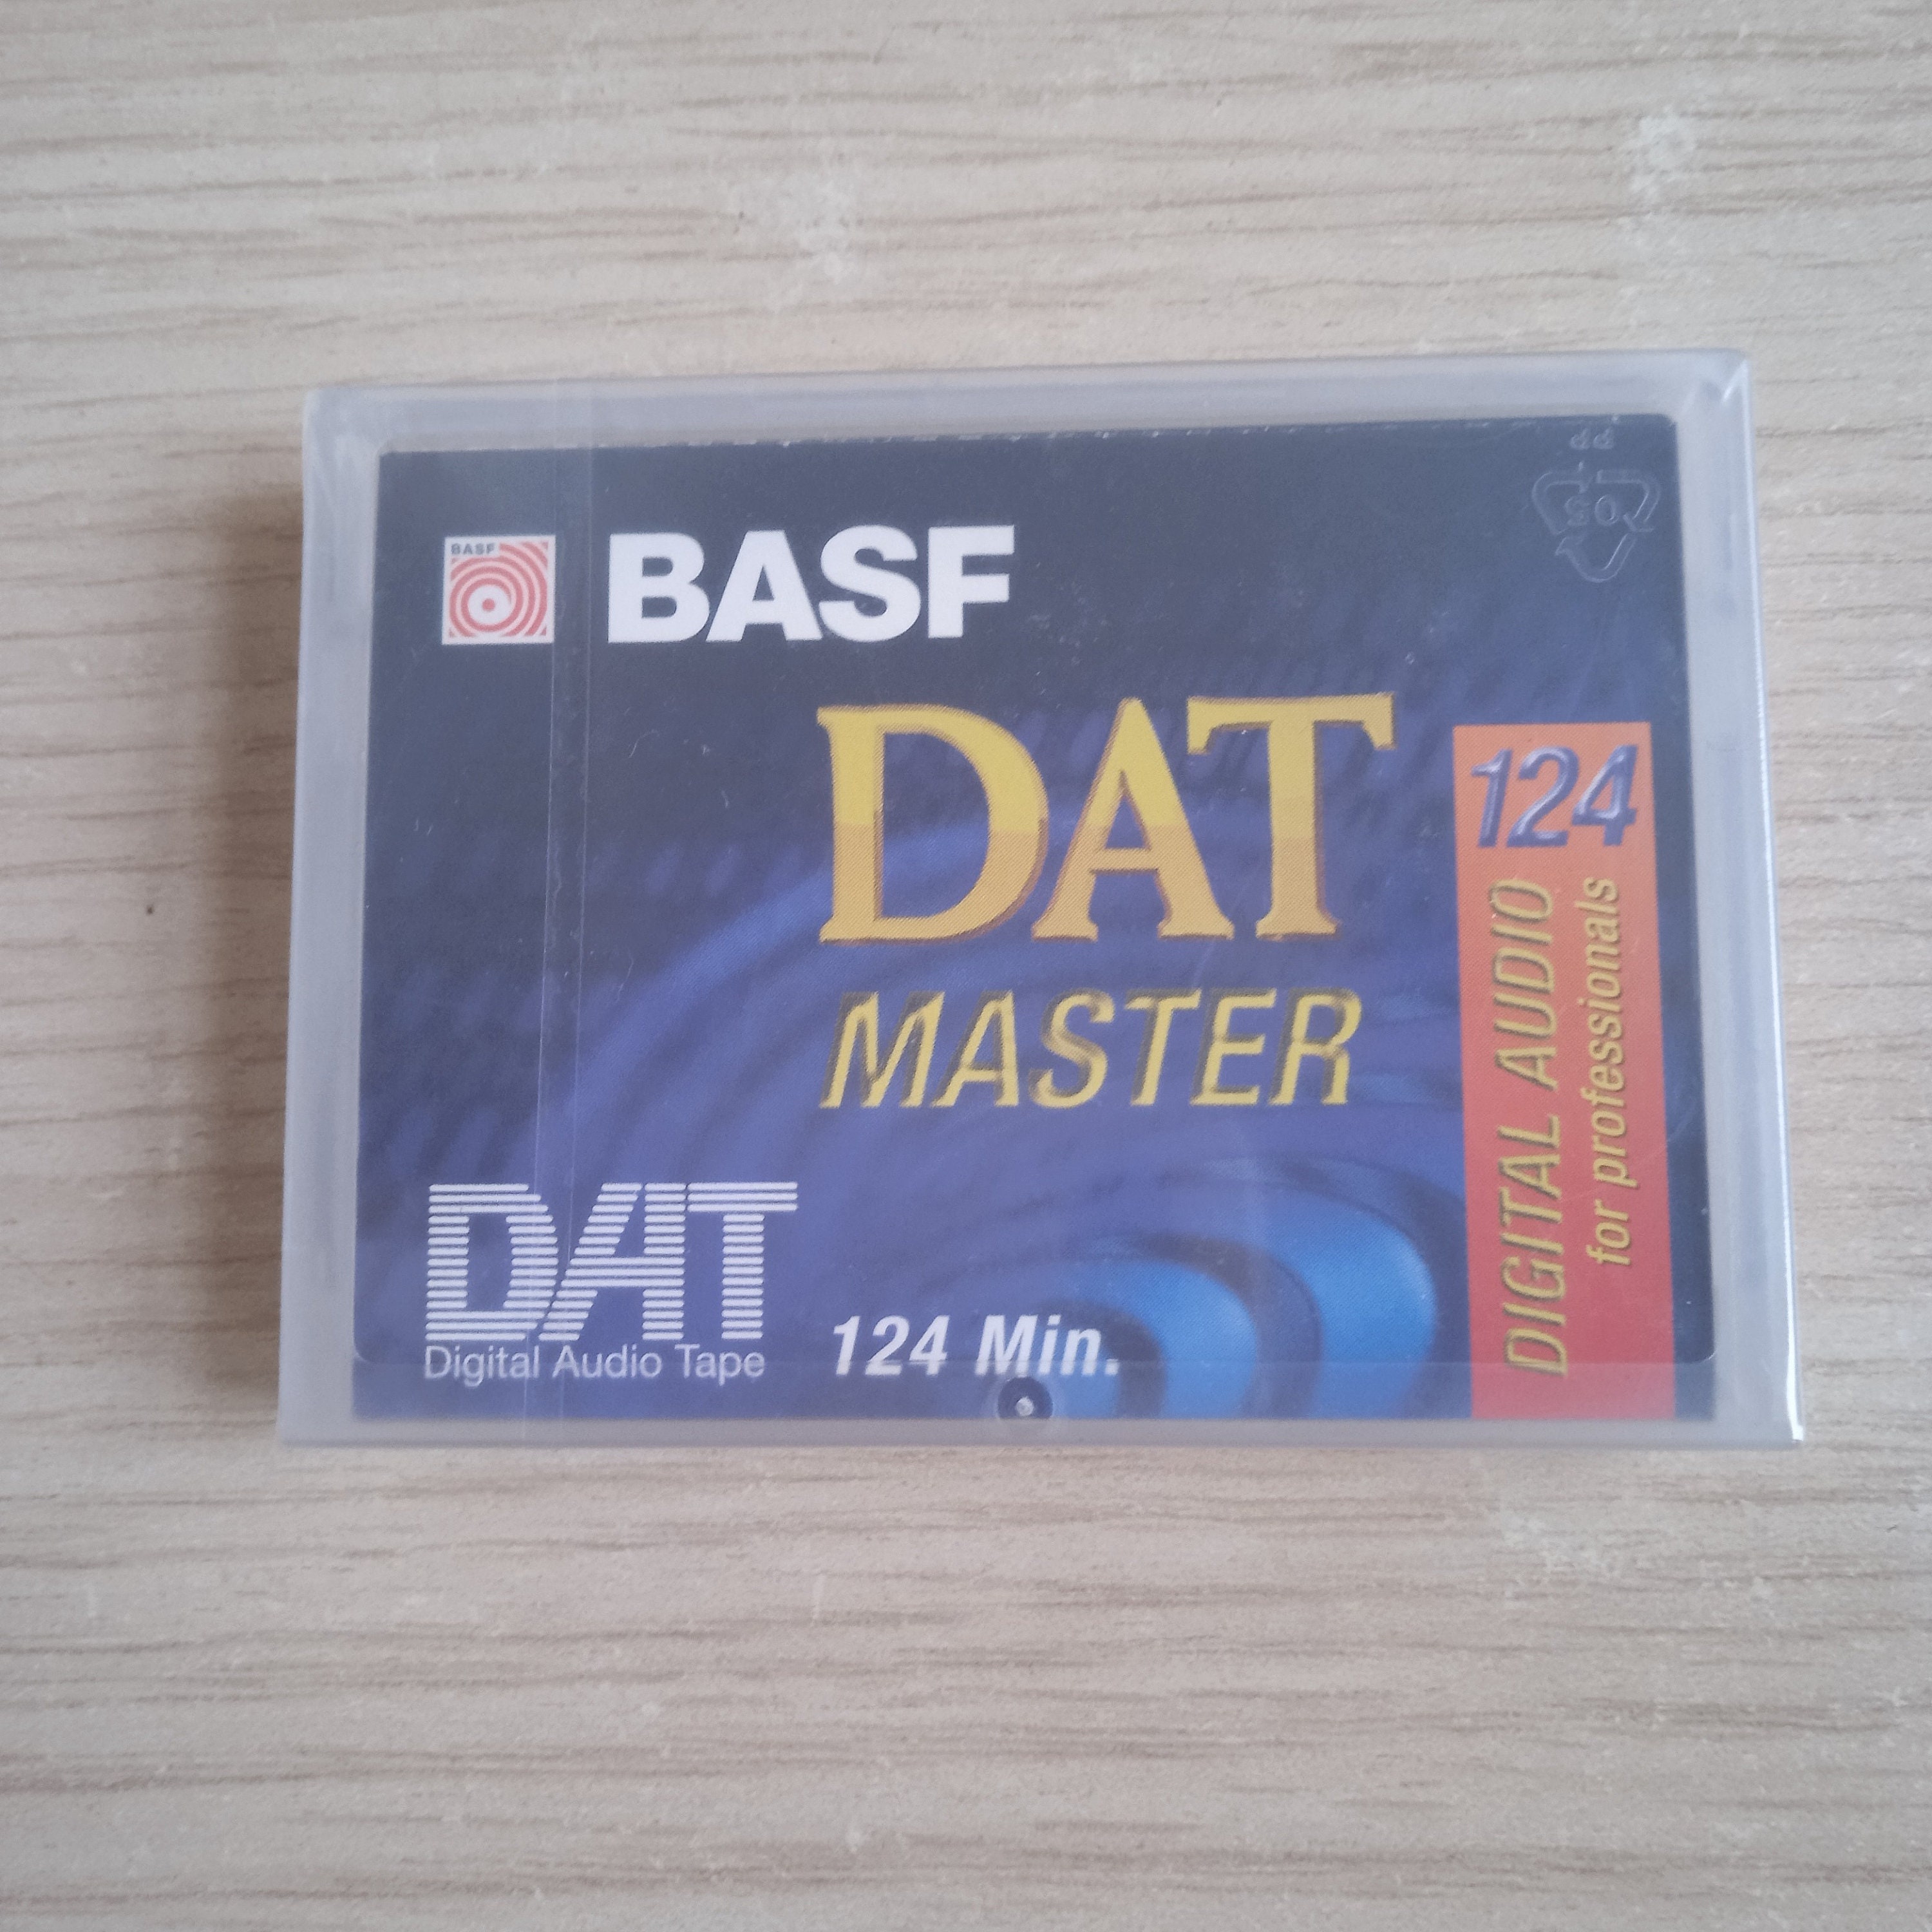 BASF
BASF
DAT
MASTER
124
DIGITAL AUDIO
for professionals
DAT
Digital Audio Tape
124 Min.